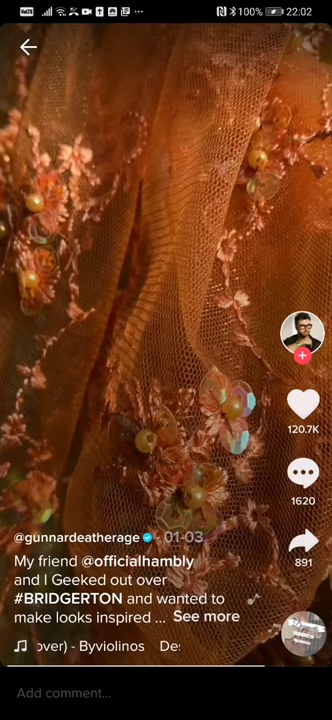 100% 22:02
120.7K
1620
891
@gunnardeatherage · 01-03
My friend @officialhambly
and I Geeked out over
#BRIDGERTON and wanted to
make looks inspired ... See more
over) - Byviolinos De
Add comment...